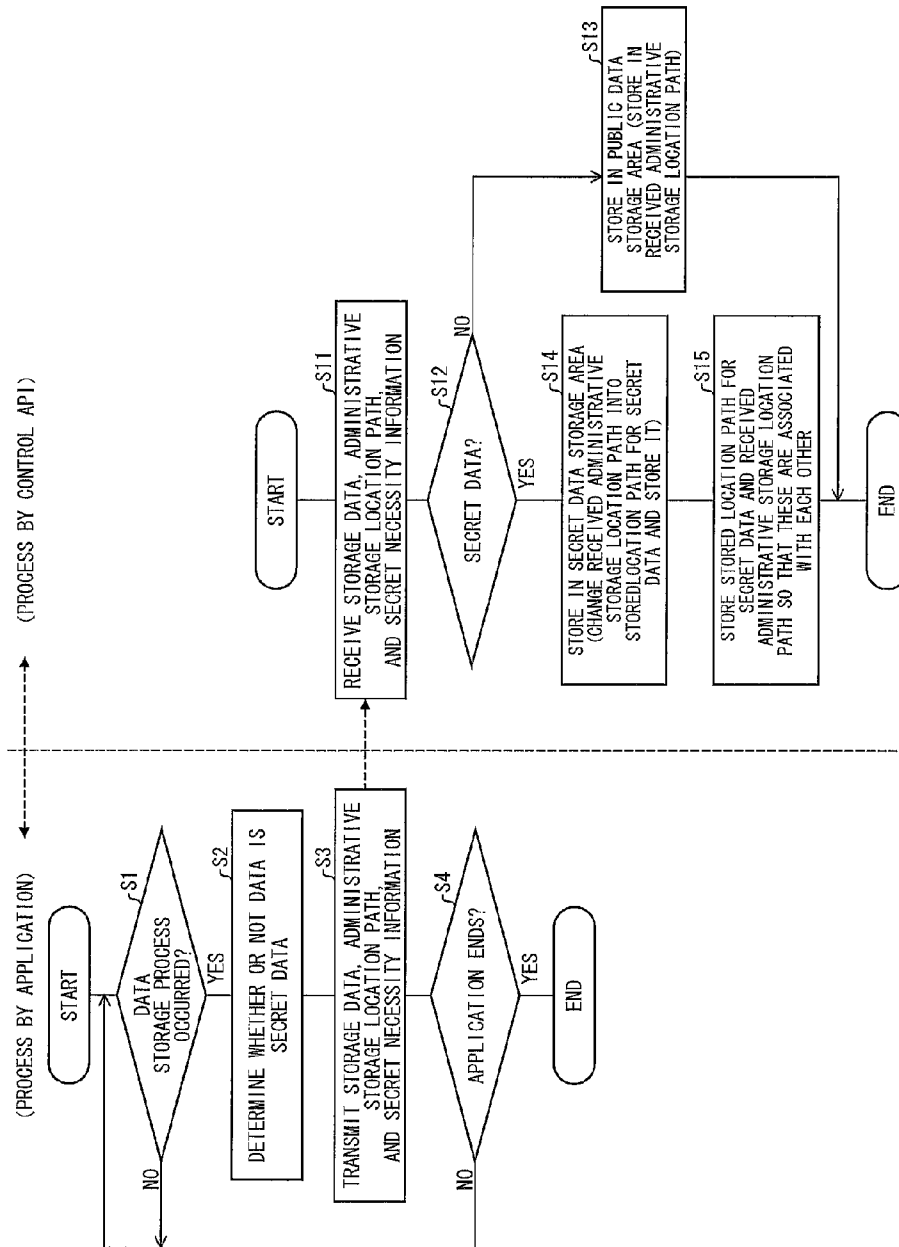 (PROCESS BY APPLICATION)
START
S1
DATA
STORAGE PROCESS
OCCURRED?
NO
YES
S2
DETERMINE WHETHER OR NOT DATA IS
SECRET DATA
S3
TRANSMIT STORAGE DATA, ADMINISTRATIVE
STORAGE LOCATION PATH,
AND SECRET NECESSITY INFORMATION
S4
APPLICATION ENDS?
NO
YES
END
(PROCESS BY CONTROL API)
START
S11
RECEIVE STORAGE DATA, ADMINISTRATIVE
STORAGE LOCATION PATH,
AND SECRET NECESSITY INFORMATION
S12
SECRET DATA?
NO
YES
S13
STORE IN PUBLIC DATA
STORAGE AREA (STORE IN
RECEIVED ADMINISTRATIVE
STORAGE LOCATION PATH)
S14
STORE IN SECRET DATA STORAGE AREA
(CHANGE RECEIVED ADMINISTRATIVE
STORAGE LOCATION PATH INTO
STOREDLOCATION PATH FOR SECRET
DATA AND STORE IT)
S15
STORE STORED LOCATION PATH FOR
SECRET DATA AND RECEIVED
ADMINISTRATIVE STORAGE LOCATION
PATH SO THAT THESE ARE ASSOCIATED
WITH EACH OTHER
END